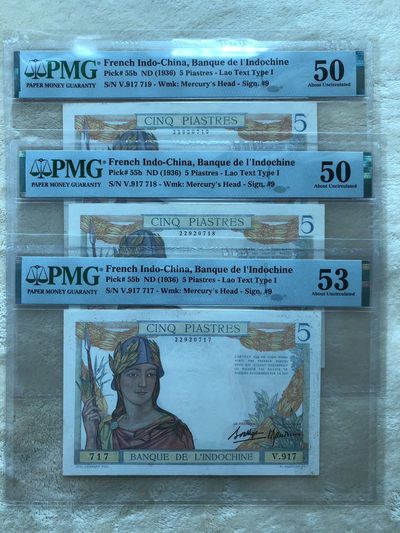 PMG
PAPER MONEY GUARANTY
French Indo-China, Banque de l'Indochine
Pick# 55b ND (1936) 5 Piastres - Lao Text Type I
S/N V.917 719 - Wmk: Mercury's Head - Sign. #9
50
About Uncirculated
CINQ PIASTRES
22920719
5
PMG
PAPER MONEY GUARANTY
French Indo-China, Banque de l'Indochine
Pick# 55b ND (1936) 5 Piastres - Lao Text Type I
S/N V.917 718 - Wmk: Mercury's Head - Sign. #9
50
About Uncirculated
CINQ PIASTRES
22920718
5
PMG
PAPER MONEY GUARANTY
French Indo-China, Banque de l'Indochine
Pick# 55b ND (1936) 5 Piastres - Lao Text Type I
S/N V.917 717 - Wmk: Mercury's Head - Sign. #9
53
About Uncirculated
CINQ PIASTRES
22920717
5
717
BANQUE DE L'INDOCHINE
V.917